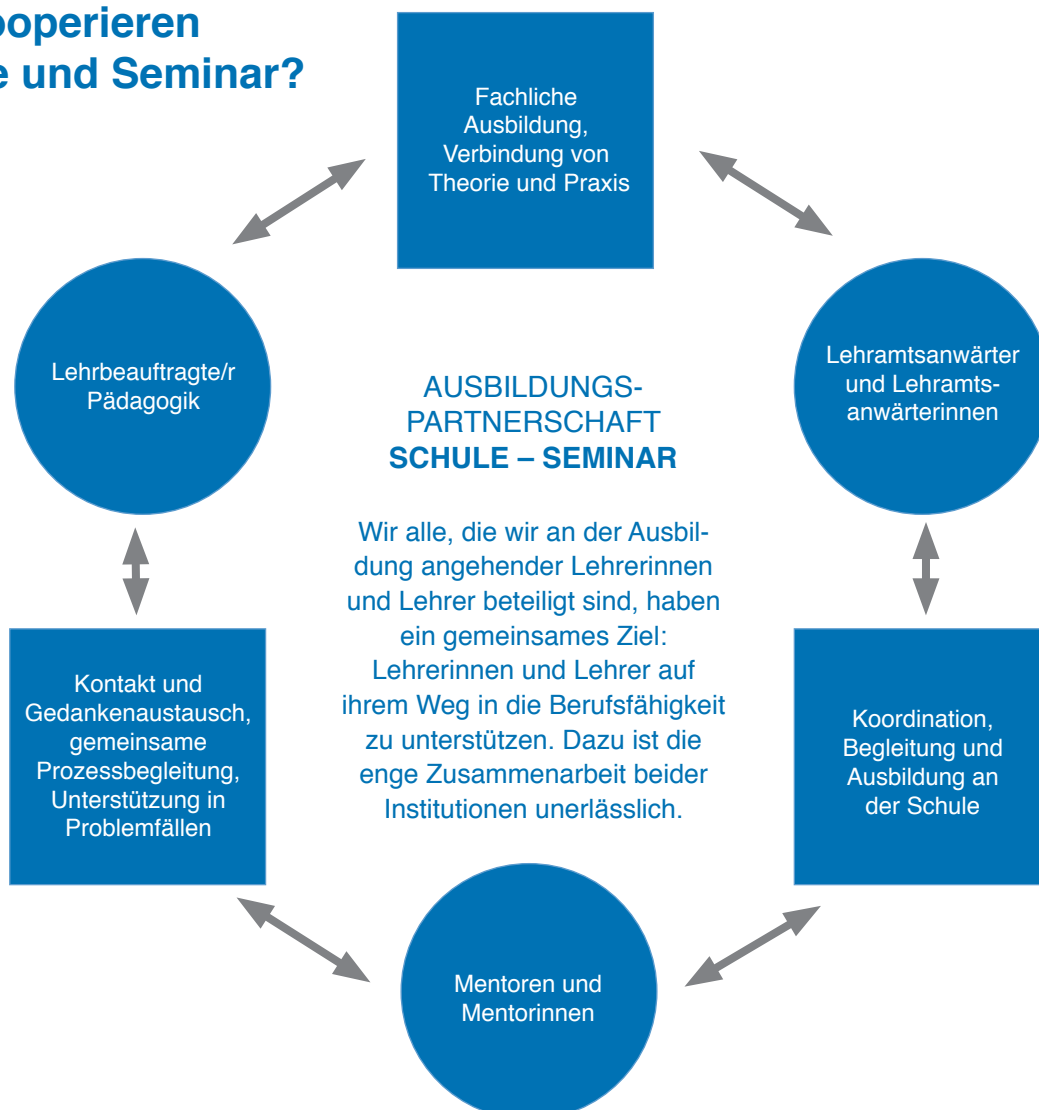 ooperieren
e und Seminar?
Fachliche
Ausbildung,
Verbindung von
Theorie und Praxis
Lehrbeauftragte/r
Pädagogik
Lehramtsanwärter
und Lehramts-
anwärterinnen
AUSBILDUNGS-
PARTNERSCHAFT
SCHULE – SEMINAR
Wir alle, die wir an der Ausbil-
dung angehender Lehrerinnen
und Lehrer beteiligt sind, haben
ein gemeinsames Ziel:
Lehrerinnen und Lehrer auf
ihrem Weg in die Berufsfähigkeit
zu unterstützen. Dazu ist die
enge Zusammenarbeit beider
Institutionen unerlässlich.
Kontakt und
Gedankenaustausch,
gemeinsame
Prozessbegleitung,
Unterstützung in
Problemfällen
Koordination,
Begleitung und
Ausbildung an
der Schule
Mentoren und
Mentorinnen